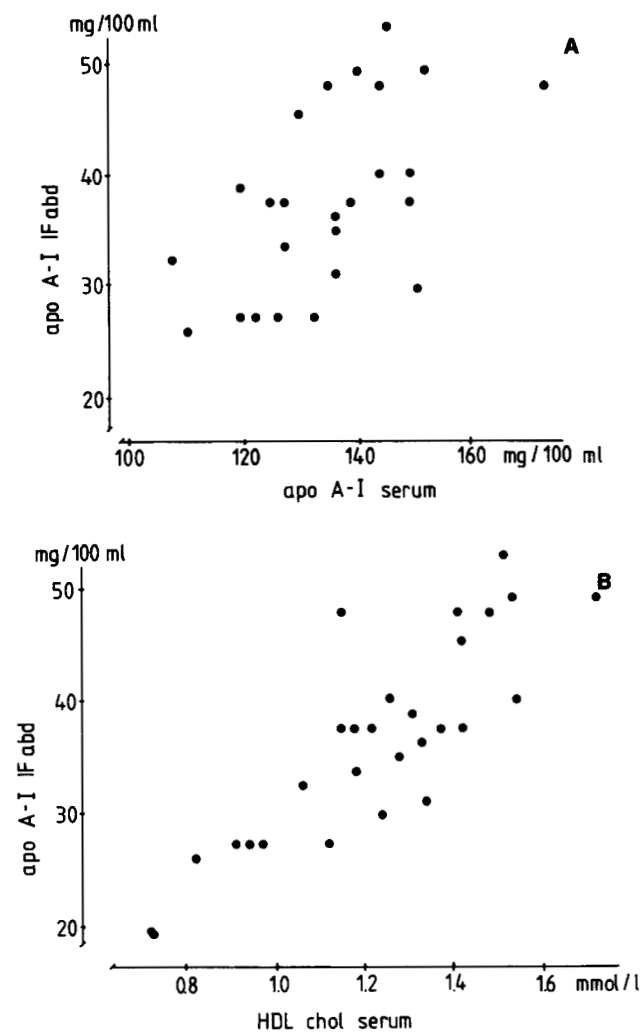 mg/100 ml
A
50
40
30
20
apo A-I IF abd
100 120 140 160 mg/100 ml
apo A-I serum
mg/100 ml
B
50
40
30
20
apo A-I IF abd
0.8 1.0 1.2 1.4 1.6 mmol/l
HDL chol serum